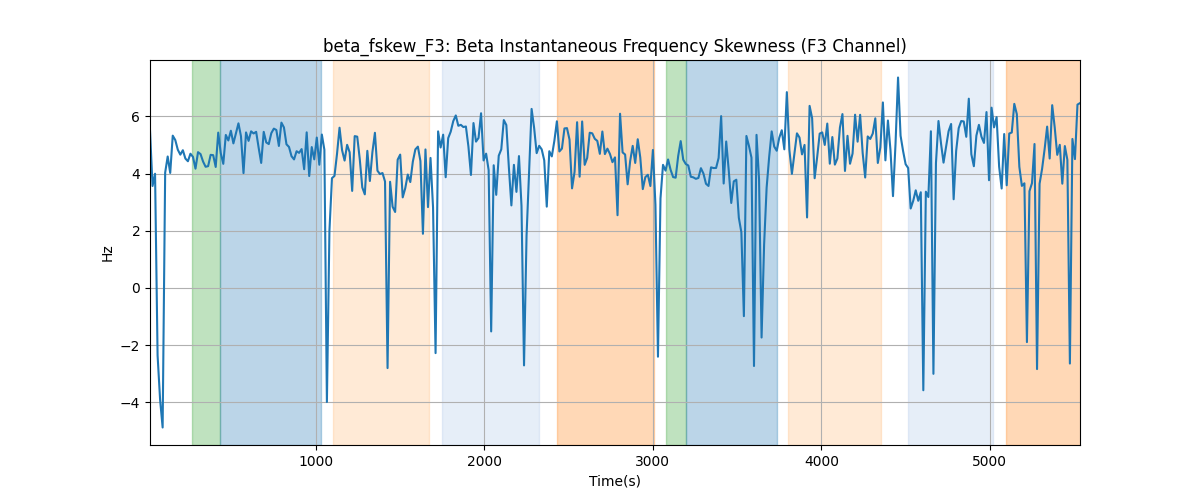 beta_fskew_F3: Beta Instantaneous Frequency Skewness (F3 Channel)
6
4
2
0
−2
−4
Hz
1000 2000 3000 4000 5000
Time(s)